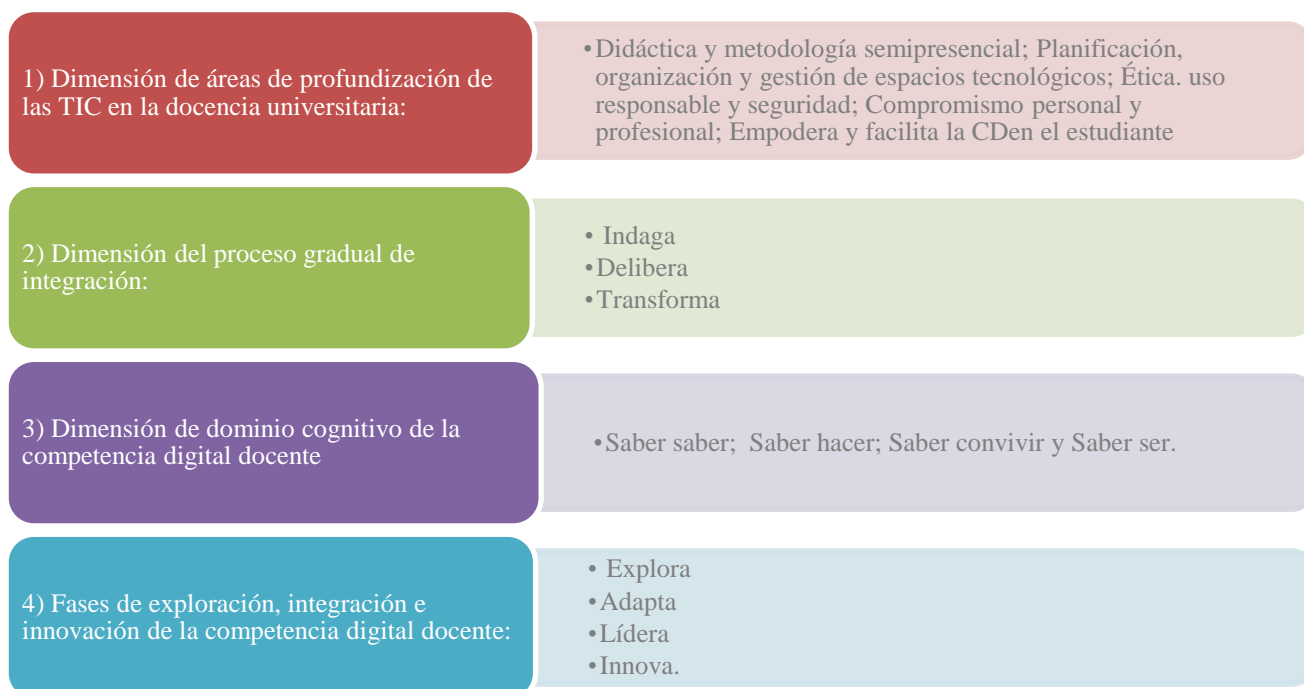 1) Dimensión de áreas de profundización de
las TIC en la docencia universitaria:
•Didáctica y metodología semipresencial; Planificación,
organización y gestión de espacios tecnológicos; Ética. uso
responsable y seguridad; Compromismo personal y
profesional; Empodera y facilita la CDen el estudiante
2) Dimensión del proceso gradual de
integración:
• Indaga
•Delibera
•Transforma
3) Dimensión de dominio cognitivo de la
competencia digital docente
•Saber saber; Saber hacer; Saber convivir y Saber ser.
4) Fases de exploración, integración e
innovación de la competencia digital docente:
• Explora
•Adapta
•Lídera
•Innova.